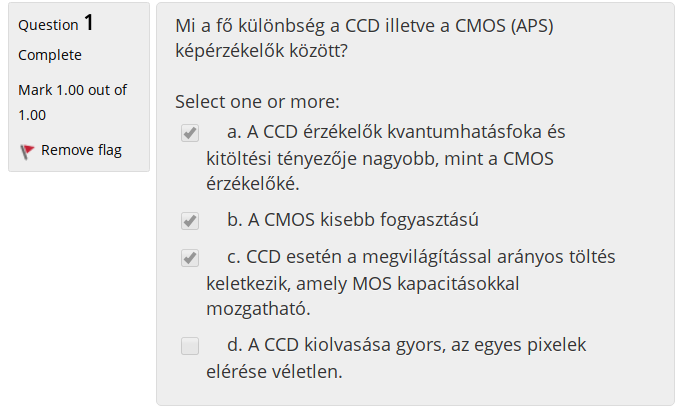 Question 1
Complete
Mark 1.00 out of
1.00
Remove flag
Mi a fő különbség a CCD illetve a CMOS (APS)
képérzékelők között?
Select one or more:
a. A CCD érzékelők kvantumhatásfoka és
kitöltési tényezője nagyobb, mint a CMOS
érzékelőké.
b. A CMOS kisebb fogyasztású
c. CCD esetén a megvilágítással arányos töltés
keletkezik, amely MOS kapacitásokkal
mozgatható.
d. A CCD kiolvasása gyors, az egyes pixelek
elérése véletlen.